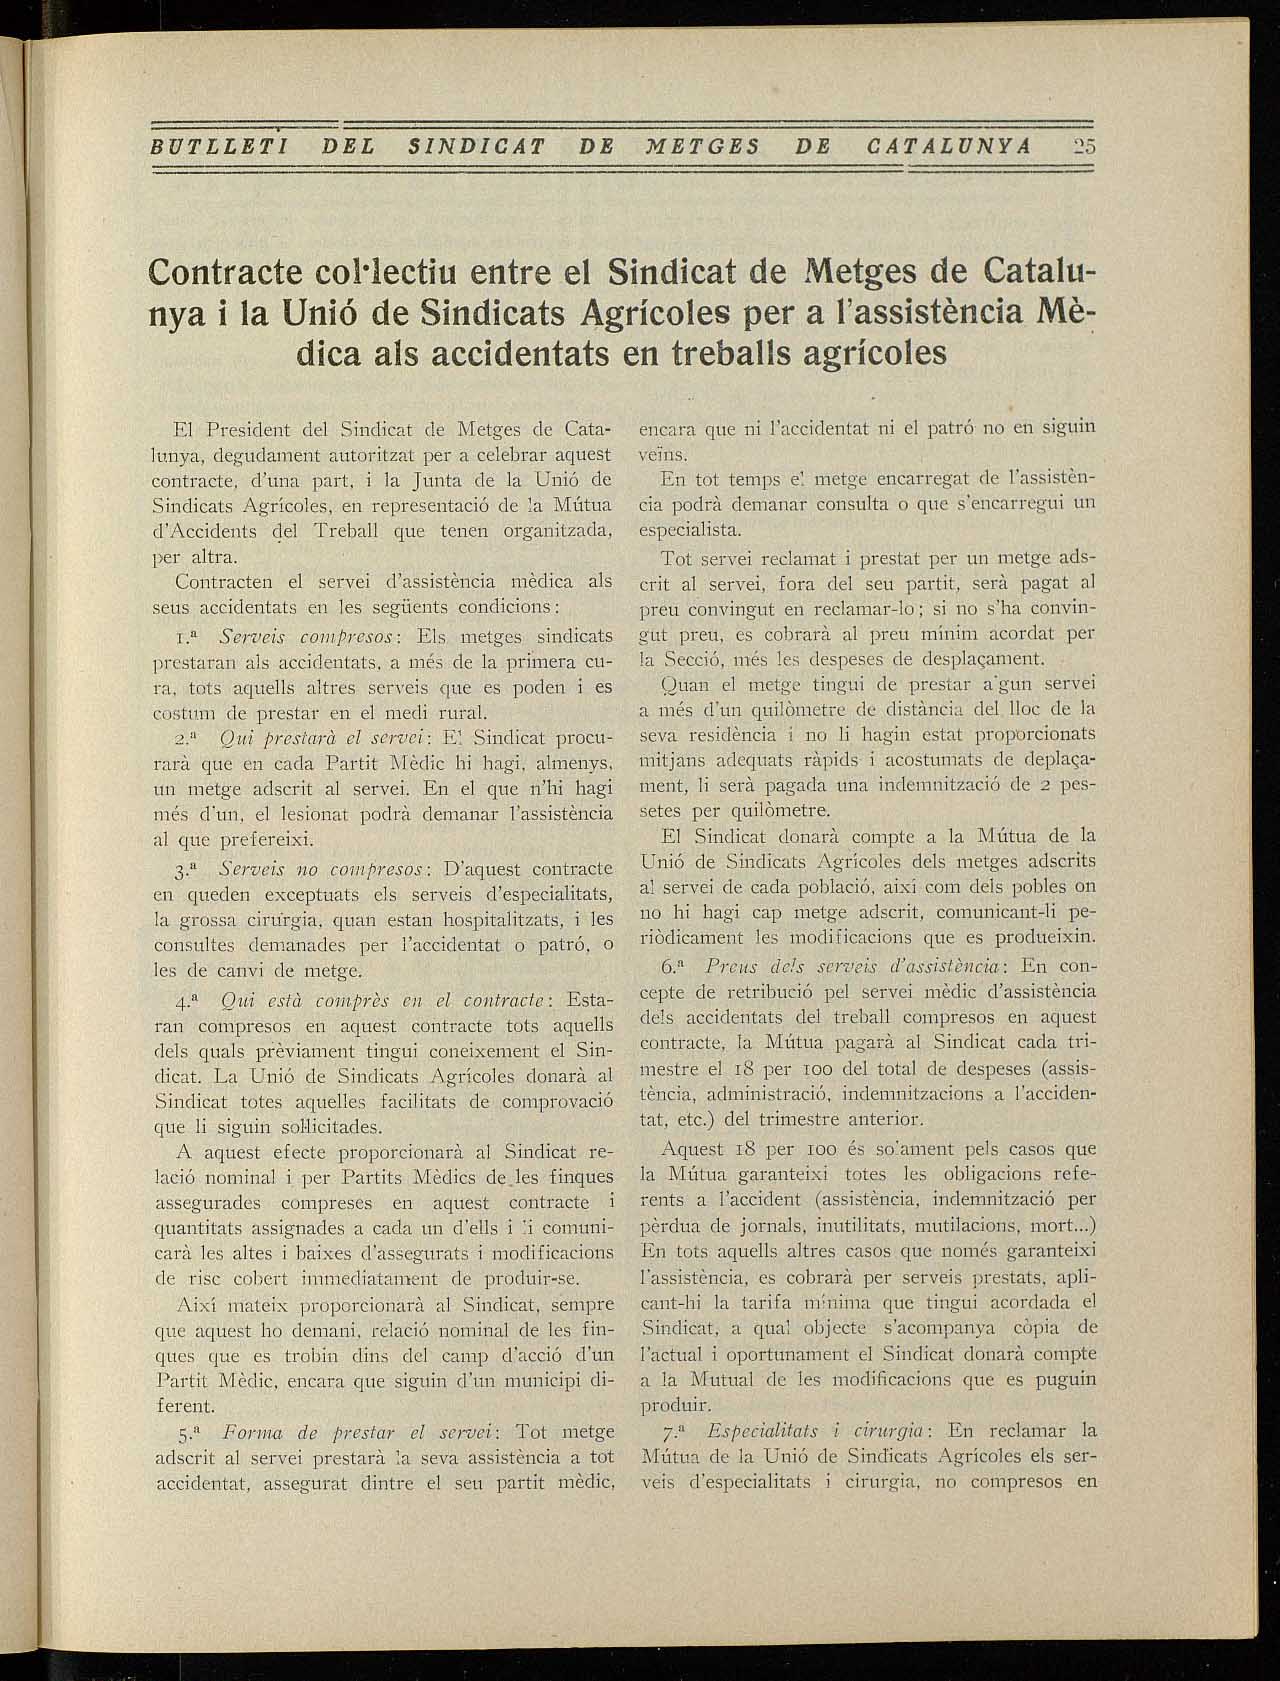 BUTLLETÍ DEL SINDICAT DE METGES DE CATALUNYA 25
Contracte col·lectiu entre el Sindicat de Metges de Catalu-
nya i la Unió de Sindicats Agrícoles per a l'assistència Mè-
dica als accidentats en treballs agrícoles
El President del Sindicat de Metges de Cata-
lunya, degudament autoritzat per a celebrar aquest
contracte, d'una part, i la Junta de la Unió de
Sindicats Agrícoles, en representació de la Mútua
d'Accidents del Treball que tenen organitzada,
per altra.
Contracten el servei d'assistència mèdica als
seus accidentats en les següents condicions:
1.ª Serveis compresos: Els metges sindicats
prestaran als accidentats, a més de la primera cu-
ra, tots aquells altres serveis que es poden i es
costum de prestar en el medi rural.
2.ª Qui prestarà el servei: El Sindicat procu-
rarà que en cada Partit Mèdic hi hagi, almenys,
un metge adscrit al servei. En el que n'hi hagi
més d'un, el lesionat podrà demanar l'assistència
al que prefereixi.
3.ª Serveis no compresos: D'aquest contracte
en queden exceptuats els serveis d'especialitats,
la grossa cirurgia, quan estan hospitalitzats, i les
consultes demanades per l'accidentat o patró, o
les de canvi de metge.
4.ª Qui està comprès en el contracte: Esta-
ran compresos en aquest contracte tots aquells
dels quals prèviament tingui coneixement el Sin-
dicat. La Unió de Sindicats Agrícoles donarà al
Sindicat totes aquelles facilitats de comprovació
que li siguin sol·licitades.
A aquest efecte proporcionarà al Sindicat re-
lació nominal i per Partits Mèdics de les finques
assegurades compreses en aquest contracte i
quantitats assignades a cada un d'ells i li comuni-
carà les altes i baixes d'assegurats i modificacions
de risc cobert immediatament de produir-se.
Així mateix proporcionarà al Sindicat, sempre
que aquest ho demani, relació nominal de les fin-
ques que es trobin dins del camp d'acció d'un
Partit Mèdic, encara que siguin d'un municipi di-
ferent.
5.ª Forma de prestar el servei: Tot metge
adscrit al servei prestarà la seva assistència a tot
accidentat, assegurat dintre el seu partit mèdic,
encara que ni l'accidentat ni el patró no en siguin
veïns.
En tot temps el metge encarregat de l'assistèn-
cia podrà demanar consulta o que s'encarregui un
especialista.
Tot servei reclamat i prestat per un metge ads-
crit al servei, fora del seu partit, serà pagat al
preu convingut en reclamar-lo; si no s'ha convin-
gut preu, es cobrarà al preu mínim acordat per
la Secció, més les despeses de desplaçament.
Quan el metge tingui de prestar algun servei
a més d'un quilòmetre de distància del lloc de la
seva residència i no li hagin estat proporcionats
mitjans adequats ràpids i acostumats de deplaça-
ment, li serà pagada una indemnització de 2 pes-
setes per quilòmetre.
El Sindicat donarà compte a la Mútua de la
Unió de Sindicats Agrícoles dels metges adscrits
al servei de cada població, així com dels pobles on
no hi hagi cap metge adscrit, comunicant-li pe-
riòdicament les modificacions que es produeixin.
6.ª Preus dels serveis d'assistència: En con-
cepte de retribució pel servei mèdic d'assistència
dels accidentats del treball compresos en aquest
contracte, la Mútua pagarà al Sindicat cada tri-
mestre el 18 per 100 del total de despeses (assis-
tència, administració, indemnitzacions a l'acciden-
tat, etc.) del trimestre anterior.
Aquest 18 per 100 és solament pels casos que
la Mútua garanteixi totes les obligacions refe-
rents a l'accident (assistència, indemnització per
pèrdua de jornals, inutilitats, mutilacions, mort...)
En tots aquells altres casos que només garanteixi
l'assistència, es cobrarà per serveis prestats, apli-
cant-hi la tarifa mínima que tingui acordada el
Sindicat, a qual objecte s'acompanya còpia de
l'actual i oportunament el Sindicat donarà compte
a la Mutual de les modificacions que es puguin
produir.
7.ª Especialitats i cirurgia: En reclamar la
Mútua de la Unió de Sindicats Agrícoles els ser-
veis d'especialitats i cirurgia, no compresos en